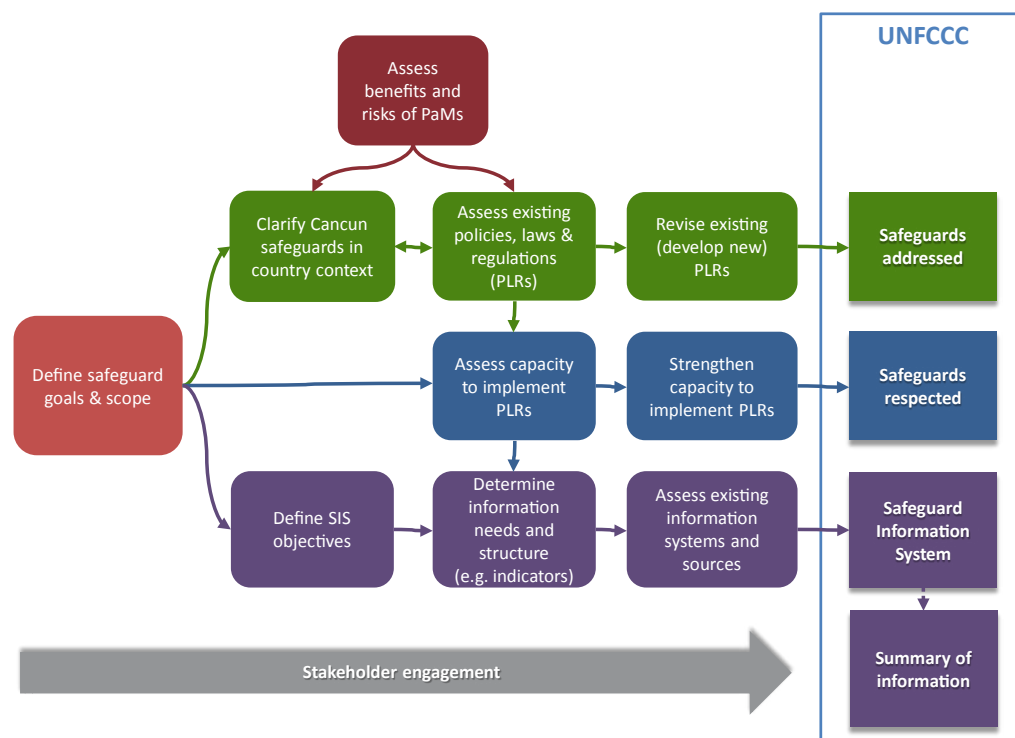 UNFCCC
Assess
benefits and
risks of PaMs
Clarify Cancun
safeguards in
country context
Assess existing
policies, laws &
regulations
(PLRs)
Revise existing
(develop new)
PLRs
Safeguards
addressed
Define safeguard
goals & scope
Assess capacity
to implement
PLRs
Strengthen
capacity to
implement PLRs
Safeguards
respected
Define SIS
objectives
Determine
information
needs and
structure
(e.g. indicators)
Assess existing
information
systems and
sources
Safeguard
Information
System
Stakeholder engagement
Summary of
information